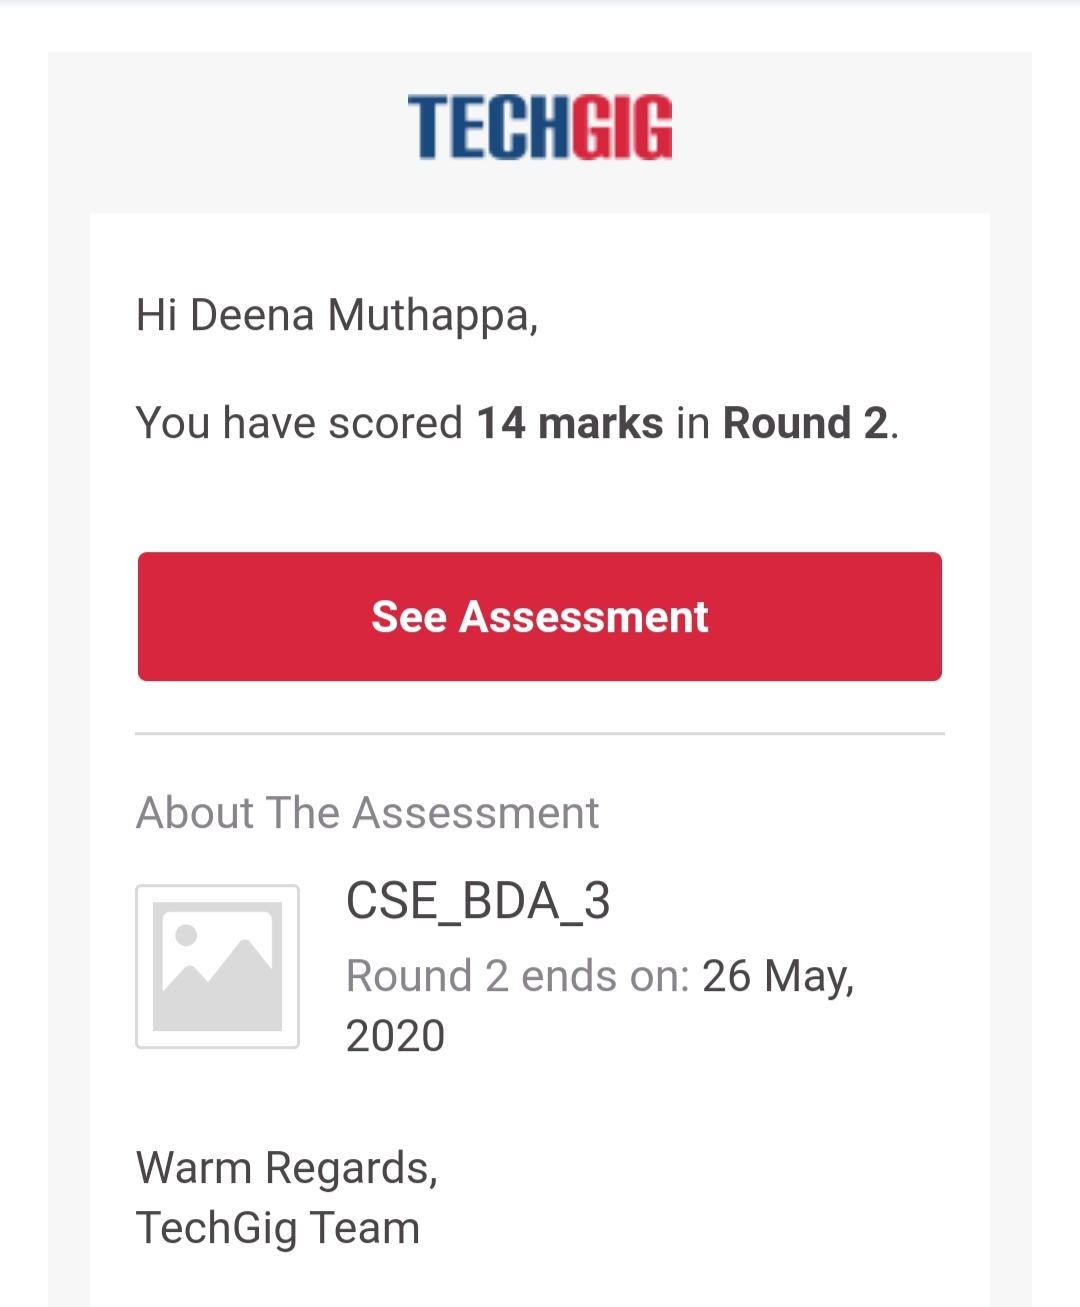 TECHGIG
Hi Deena Muthappa,
You have scored 14 marks in Round 2.
See Assessment
About The Assessment
CSE_BDA_3
Round 2 ends on: 26 May,
2020
Warm Regards,
TechGig Team